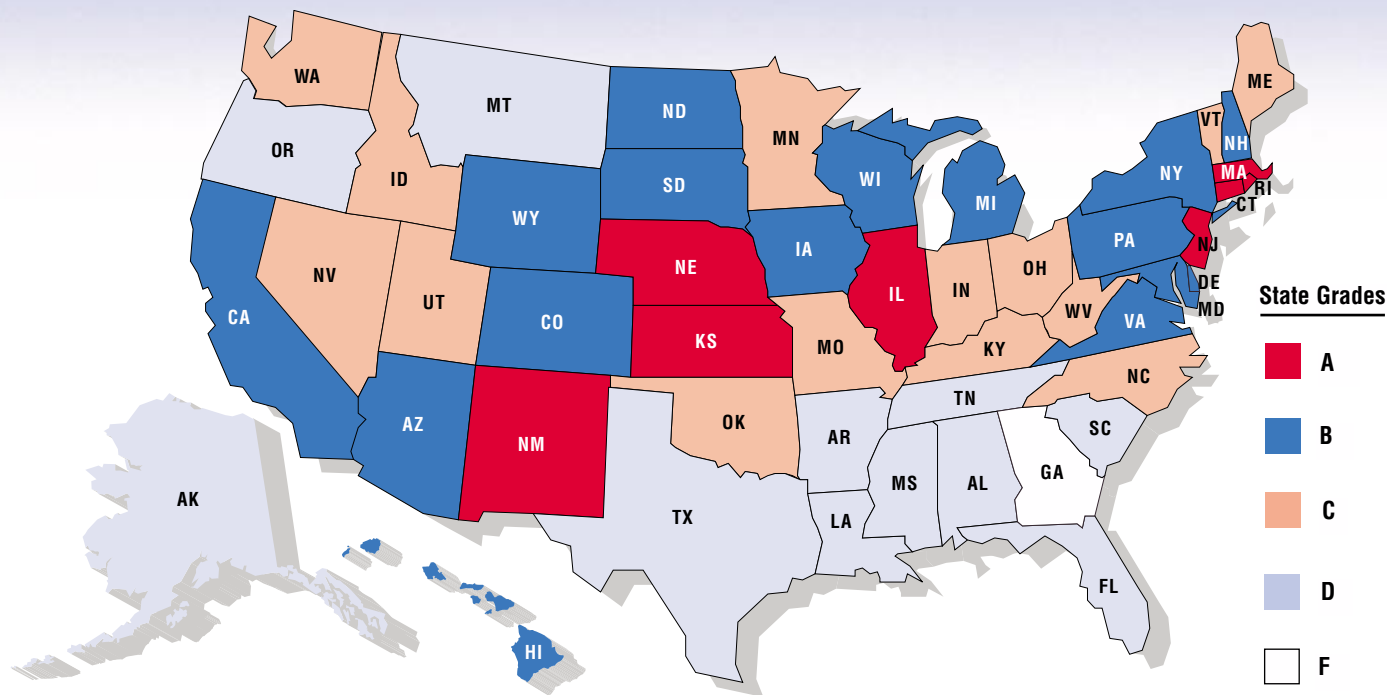 WA
MT
ND
MN
ME
VT
NH
OR
ID
SD
WI
NY
MA
RI
MI
CT
WY
IA
PA
NJ
NV
UT
NE
IL
IN
OH
DE
MD
State Grades
CA
CO
KS
MO
WV
VA
KY
A
NC
AZ
NM
OK
TN
AR
SC
B
AK
TX
MS
AL
GA
LA
C
FL
D
HI
F